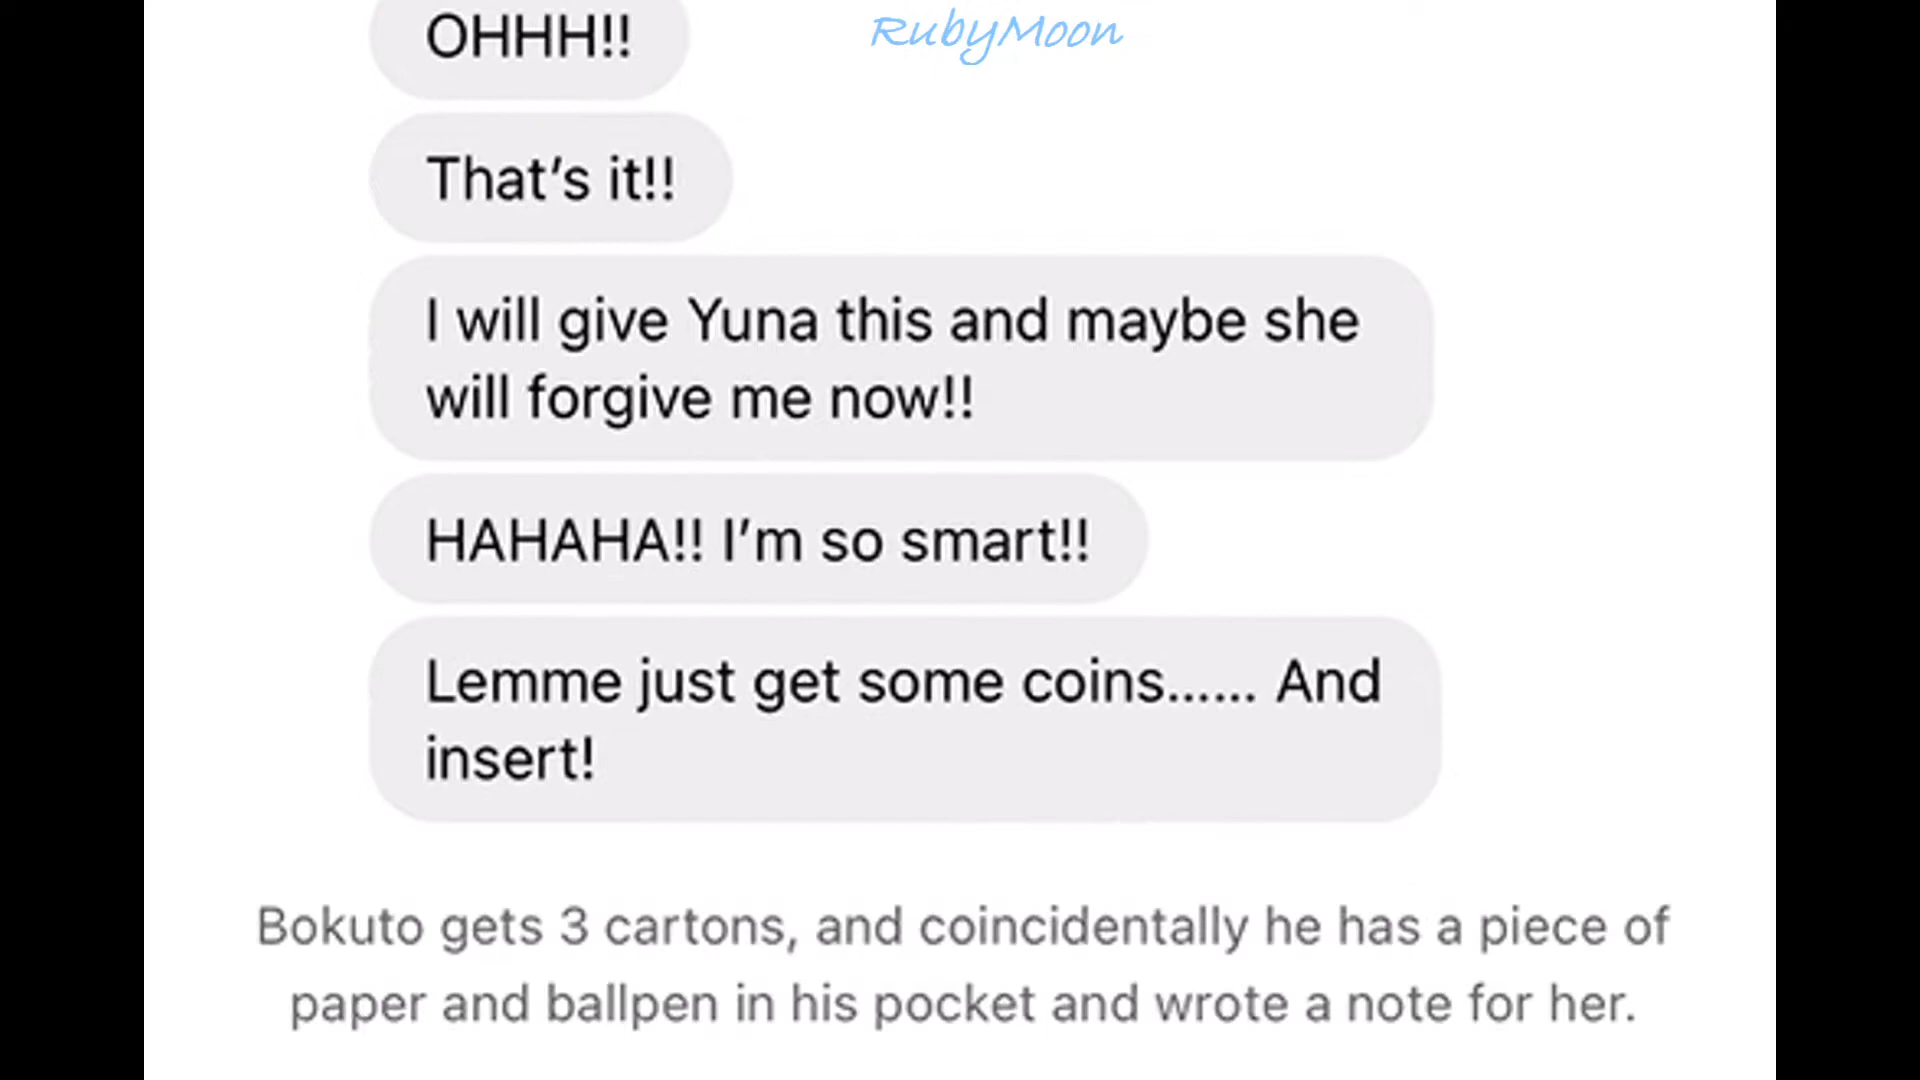 RubyMoon
OHHH!!
That's it!!
I will give Yuna this and maybe she
will forgive me now!!
HAHAHA!! I'm so smart!!
Lemme just get some coins...... And
insert!
Bokuto gets 3 cartons, and coincidentally he has a piece of
paper and ballpen in his pocket and wrote a note for her.